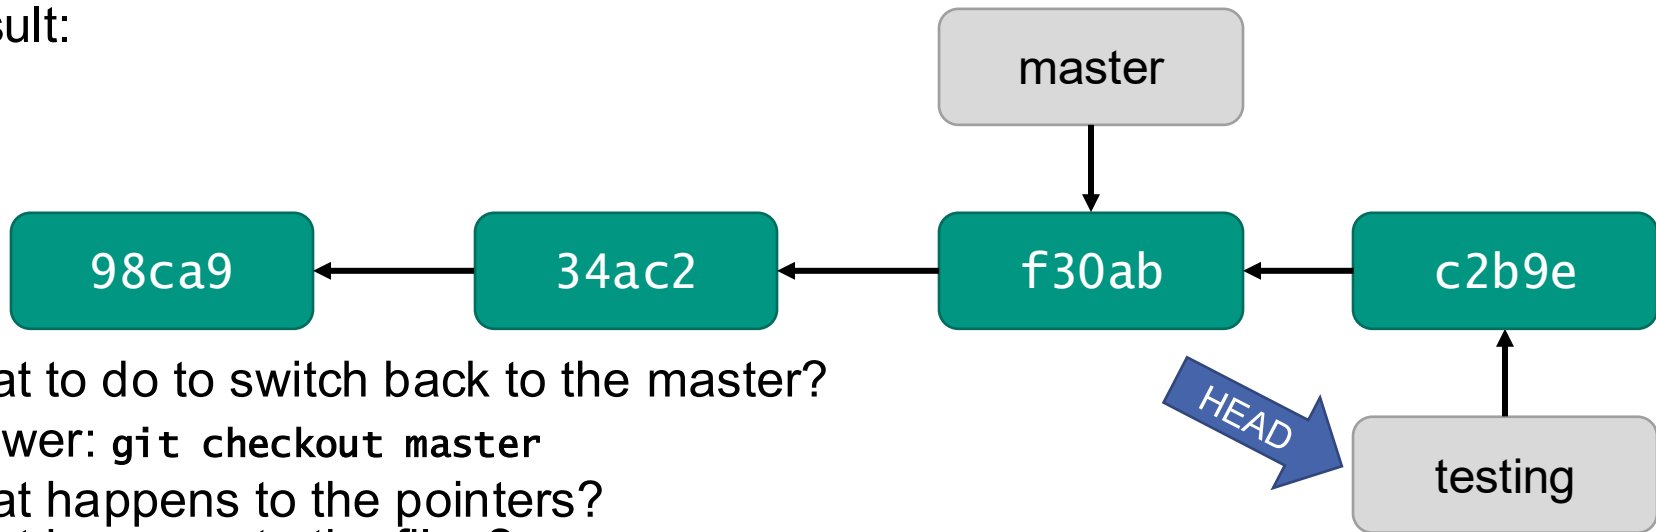 sult:
master
98ca9
34ac2
f30ab
c2b9e
at to do to switch back to the master?
HEAD
wer: git checkout master
testing
at happens to the pointers?